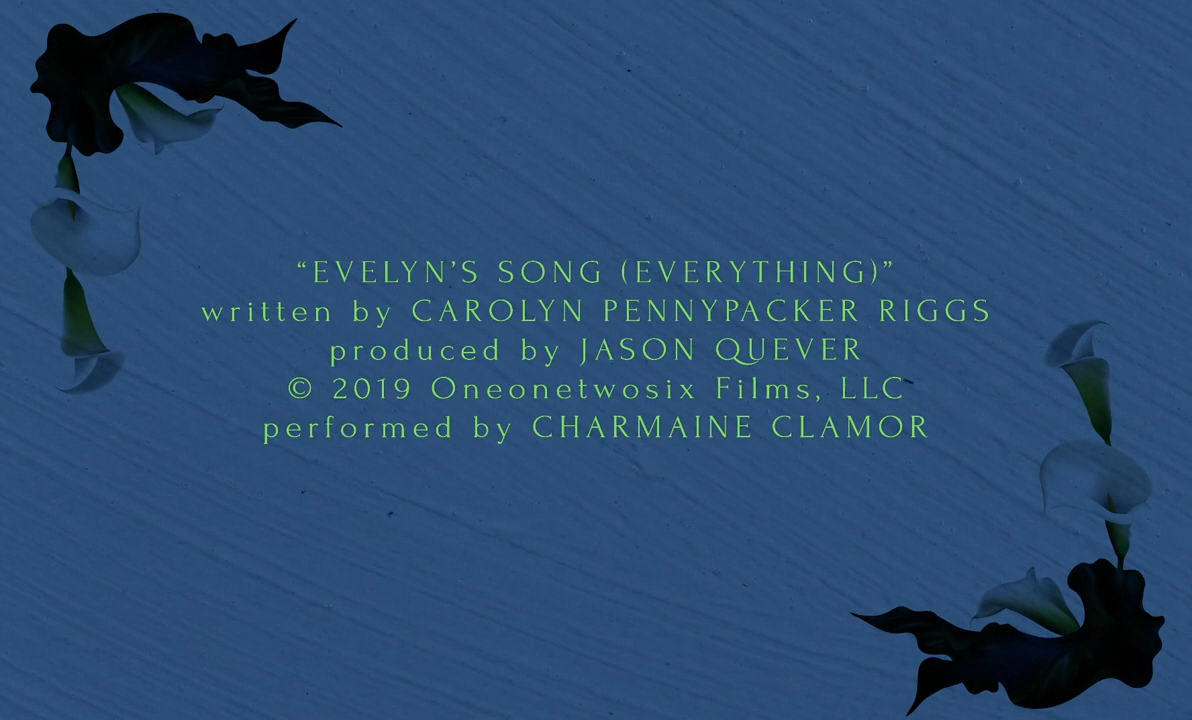 “EVELYN’S SONG (EVERYTHING)”
written by CAROLYN PENNYPACKER RIGGS
produced by JASON QUEVER
© 2019 Oneonetwosix Films, LLC
performed by CHARMAINE CLAMOR